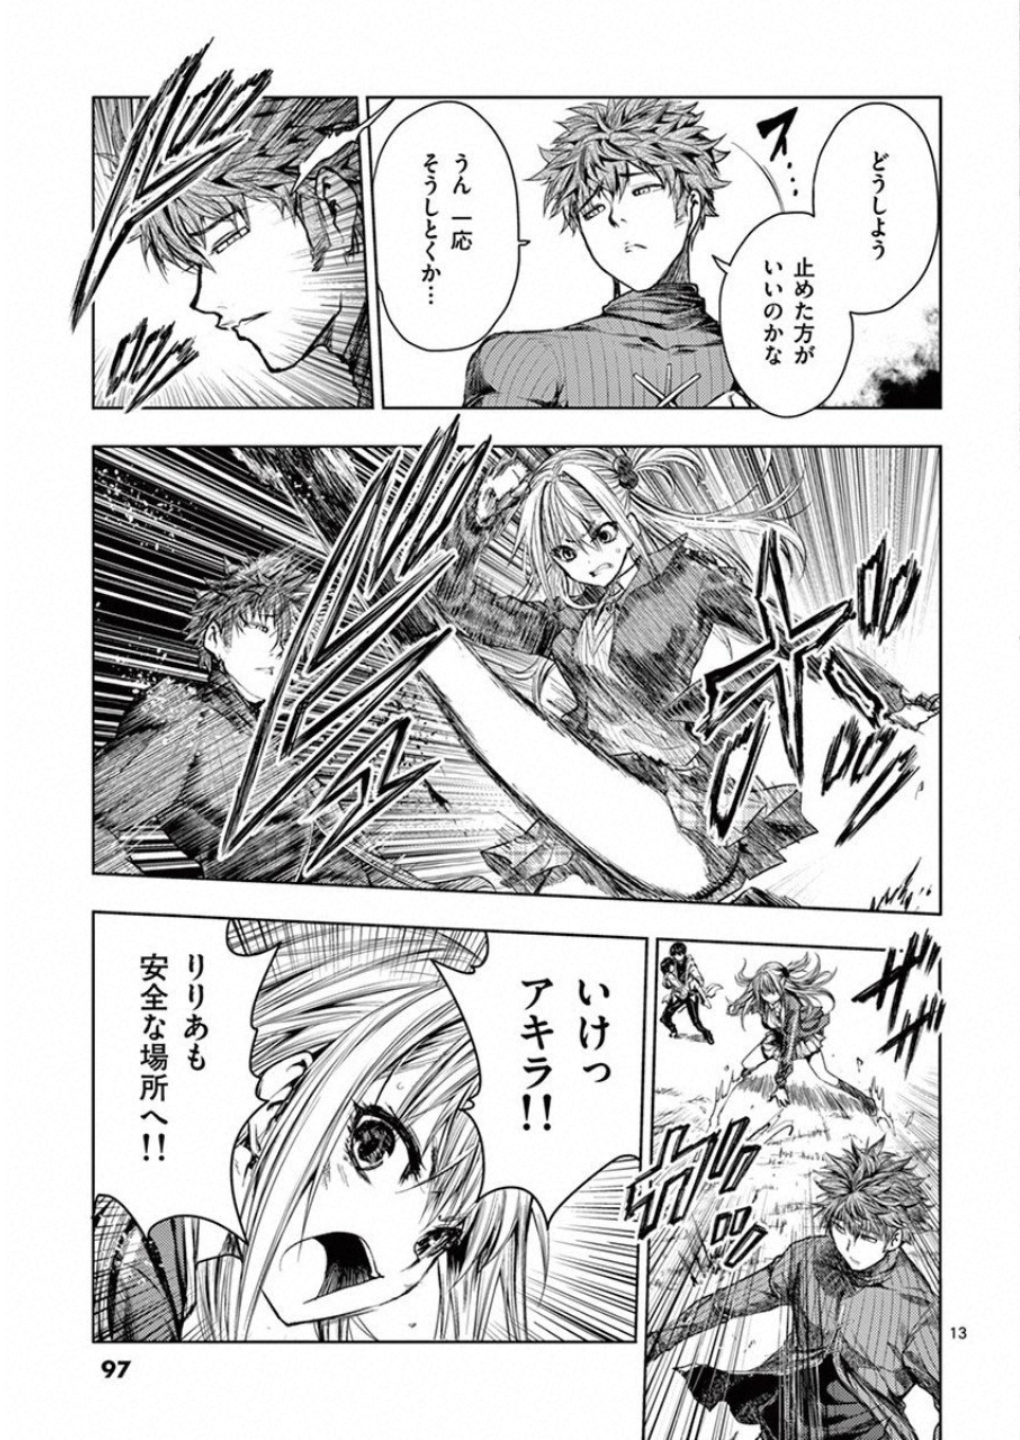 どうしよう
止めた方が
いいのかな
ス…
うん 一応
そうしとくか…
いけっ
アキラ!!
りりあも
安全な場所へ!!
13
97